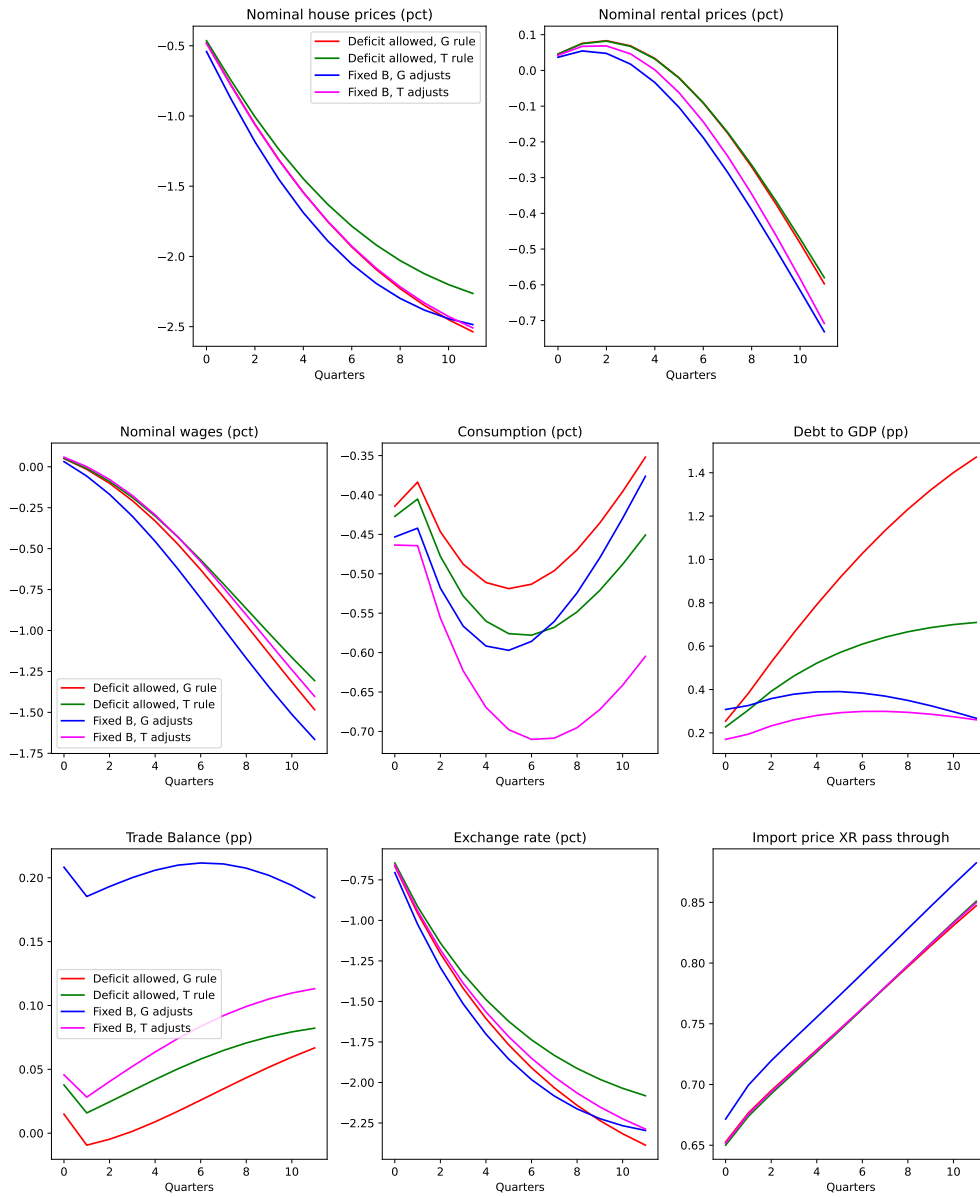 Nominal house prices (pct)
−0.5
−1.0
−1.5
−2.0
−2.5
0 2 4 6 8 10
Quarters
Deficit allowed, G rule
Deficit allowed, T rule
Fixed B, G adjusts
Fixed B, T adjusts
Nominal rental prices (pct)
0.1
0.0
−0.1
−0.2
−0.3
−0.4
−0.5
−0.6
−0.7
0 2 4 6 8 10
Quarters
Nominal wages (pct)
0.00
−0.25
−0.50
−0.75
−1.00
−1.25
−1.50
−1.75
Deficit allowed, G rule
Deficit allowed, T rule
Fixed B, G adjusts
Fixed B, T adjusts
0 2 4 6 8 10
Quarters
Consumption (pct)
−0.35
−0.40
−0.45
−0.50
−0.55
−0.60
−0.65
−0.70
0 2 4 6 8 10
Quarters
Debt to GDP (pp)
1.4
1.2
1.0
0.8
0.6
0.4
0.2
0 2 4 6 8 10
Quarters
Trade Balance (pp)
0.20
0.15
0.10
0.05
0.00
Deficit allowed, G rule
Deficit allowed, T rule
Fixed B, G adjusts
Fixed B, T adjusts
0 2 4 6 8 10
Quarters
Exchange rate (pct)
−0.75
−1.00
−1.25
−1.50
−1.75
−2.00
−2.25
0 2 4 6 8 10
Quarters
Import price XR pass through
0.85
0.80
0.75
0.70
0.65
0 2 4 6 8 10
Quarters